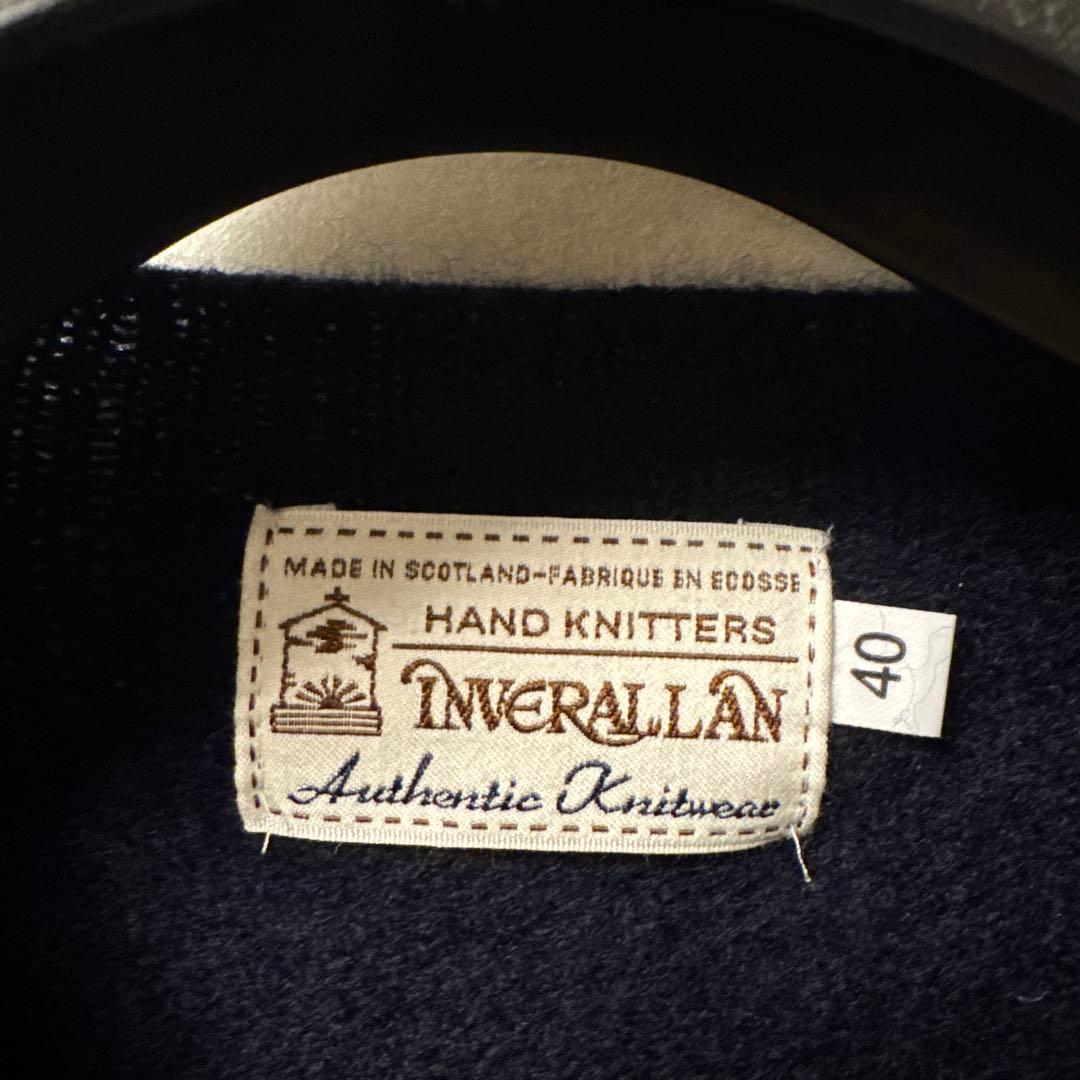 MADE IN SCOTLAND-FABRIQUE EN ECOSSE
HAND KNITTERS
INVERALLAN
Authentic Knitwear
40